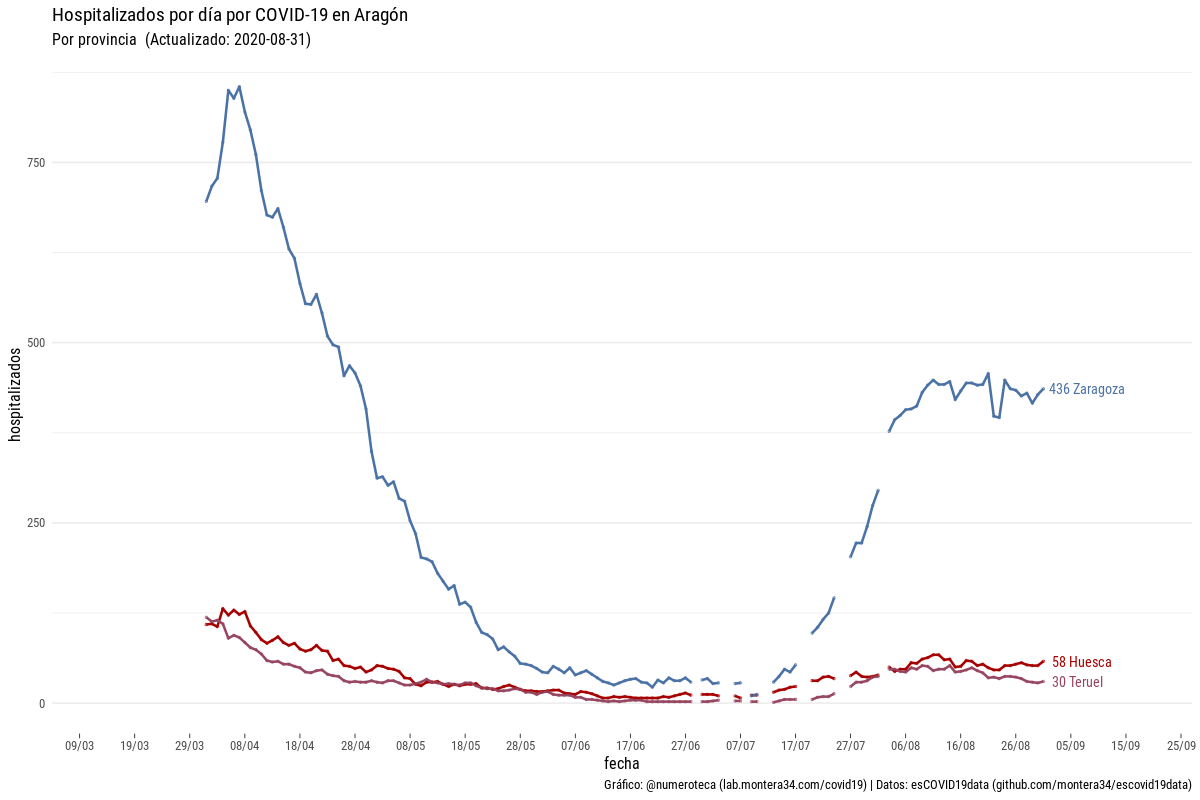 Hospitalizados por día por COVID-19 en Aragón
Por provincia (Actualizado: 2020-08-31)
hospitalizados
750
500
250
0
436 Zaragoza
58 Huesca
30 Teruel
09/03 19/03 29/03 08/04 18/04 28/04 08/05 18/05 28/05 07/06 17/06 27/06 07/07 17/07 27/07 06/08 16/08 26/08 05/09 15/09 25/09
fecha
Gráfico: @numeroteca (lab.montera34.com/covid19) | Datos: esCOVID19data (github.com/montera34/escovid19data)